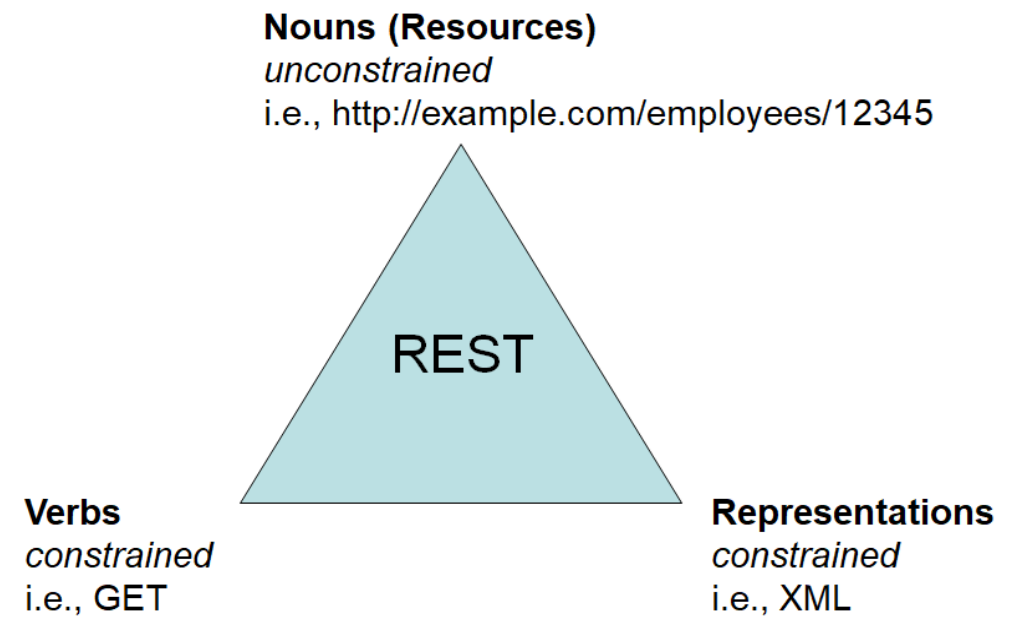 Nouns (Resources)
unconstrained
i.e., http://example.com/employees/12345
REST
Verbs
constrained
i.e., GET
Representations
constrained
i.e., XML